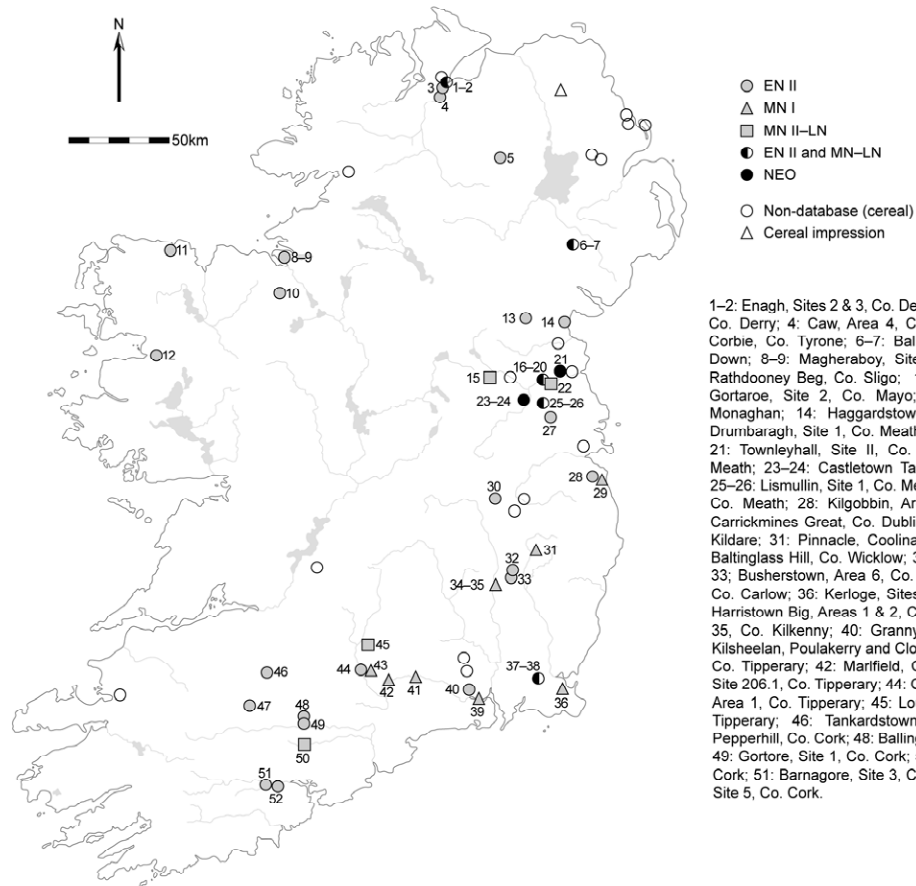 N
50km
EN II
MN I
MN II–LN
EN II and MN–LN
NEO
Non-database (cereal)
Cereal impression
3
1–2
4
5
6–7
11
8–9
10
12
13
14
21
16–20
15
22
23–24
25–26
27
28
29
30
31
32
33
34–35
45
44
43
42
41
40
39
37–38
36
46
47
48
49
50
51
52
1–2: Enagh, Sites 2 & 3, Co. De
Co. Derry; 4: Caw, Area 4, C
Corbie, Co. Tyrone; 6–7: Bal
Down; 8–9: Magheraboy, Site
Rathdooney Beg, Co. Sligo;
Gortaroe, Site 2, Co. Mayo;
Monaghan; 14: Haggardstow
Drumbaragh, Site 1, Co. Meath
21: Townleyhall, Site II, Co.
Meath; 23–24: Castletown Ta
25–26: Lismullin, Site 1, Co. Me
Co. Meath; 28: Kilgobbin, Ar
Carrickmines Great, Co. Dubli
Kildare; 31: Pinnacle, Coolina
Baltinglass Hill, Co. Wicklow; 3
33; Busherstown, Area 6, Co.
Co. Carlow; 36: Kerloge, Sites
Harristown Big, Areas 1 & 2, C
35, Co. Kilkenny; 40: Granny
Kilsheelan, Poulakerry and Clo
Co. Tipperary; 42: Marlfield, C
Site 206.1, Co. Tipperary; 44: C
Area 1, Co. Tipperary; 45: Lo
Tipperary; 46: Tankardstown
Pepperhill, Co. Cork; 48: Balling
49: Gortore, Site 1, Co. Cork;
Cork; 51: Barnagore, Site 3, C
Site 5, Co. Cork.